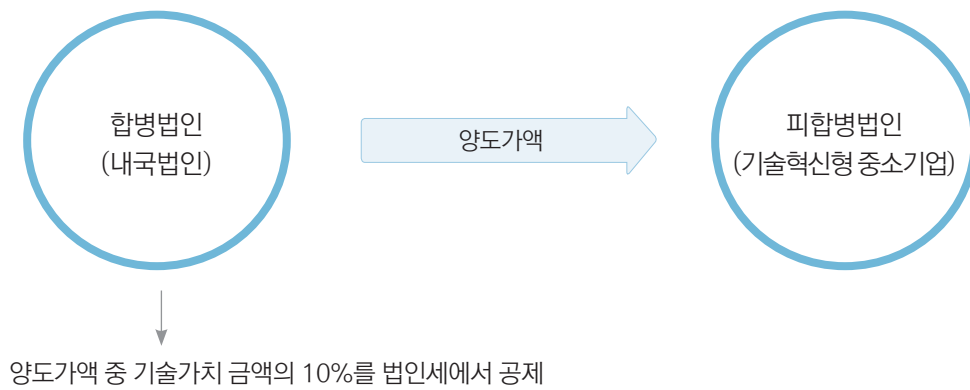 합병법인
(내국법인)
양도가액
피합병법인
(기술혁신형 중소기업)
양도가액 중 기술가치 금액의 10%를 법인세에서 공제